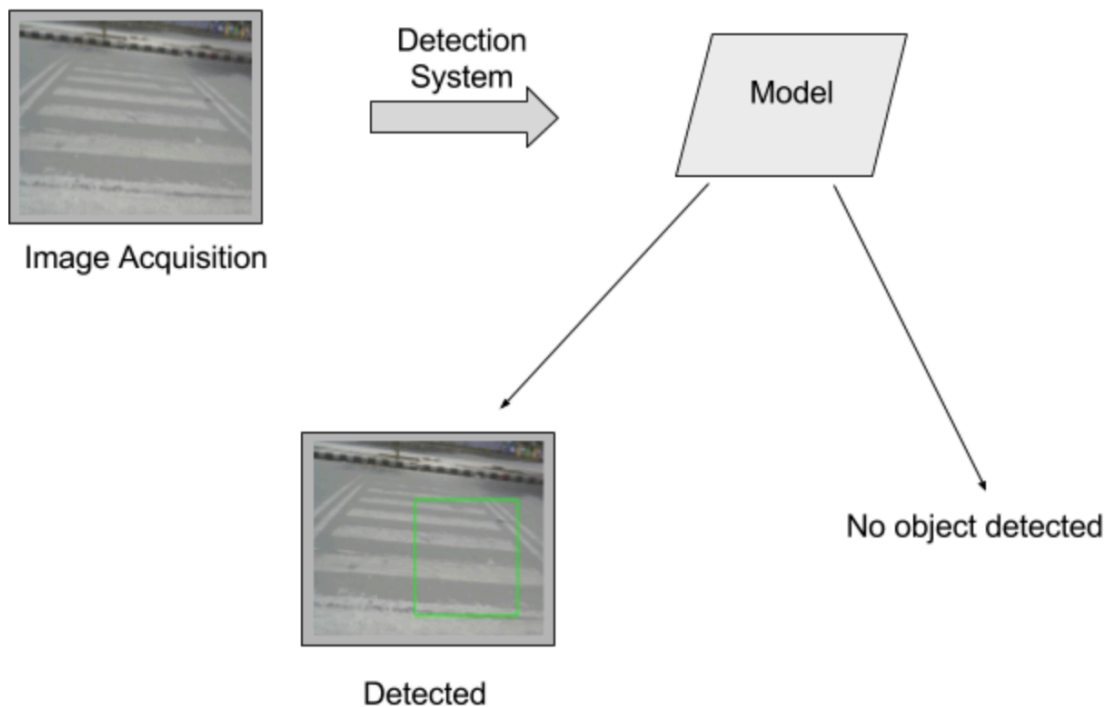 Detection
System
Model
Image Acquisition
No object detected
Detected